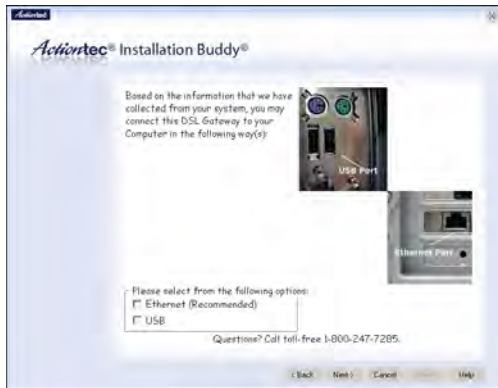 Actiontec
Actiontec® Installation Buddy®
Based on the information that we have
collected from your system, you may
connect this DSL Gateway to your
Computer in the following way(s):
USB Port
Ethernet Port
Please select from the following options:
Ethernet (Recommended)
USB
Questions? Call toll-free 1-800-247-7285.
< Back Next > Cancel Help